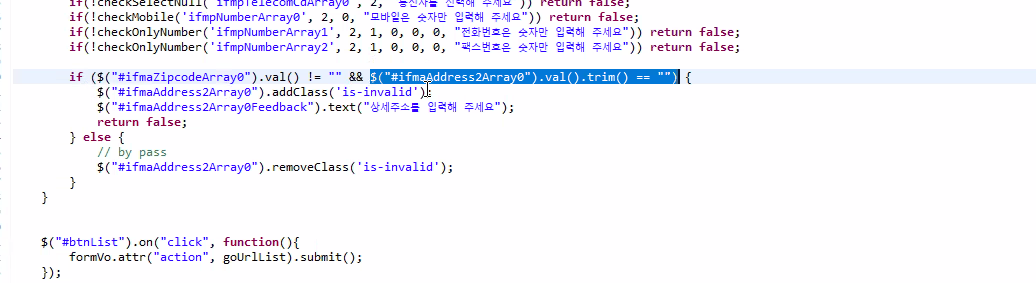 if(!checkSelectNull('ifmpTelecomCdArray0', 2, "통신사를 선택해 주세요")) return false;
if(!checkMobile('ifmpNumberArray0', 2, 0, "모바일은 숫자만 입력해 주세요")) return false;
if(!checkOnlyNumber('ifmpNumberArray1', 2, 1, 0, 0, 0, "전화번호은 숫자만 입력해 주세요")) return false;
if(!checkOnlyNumber('ifmpNumberArray2', 2, 1, 0, 0, 0, "팩스번호은 숫자만 입력해 주세요")) return false;
if ($("#ifmaZipcodeArray0").val() != "" && $("#ifmaAddress2Array0").val().trim() == "") {
$("#ifmaAddress2Array0").addClass('is-invalid');
$("#ifmaAddress2Array0Feedback").text("상세주소를 입력해 주세요");
return false;
} else {
// by pass
$("#ifmaAddress2Array0").removeClass('is-invalid');
}
}
$("#btnList").on("click", function(){
formVo.attr("action", goUrlList).submit();
});